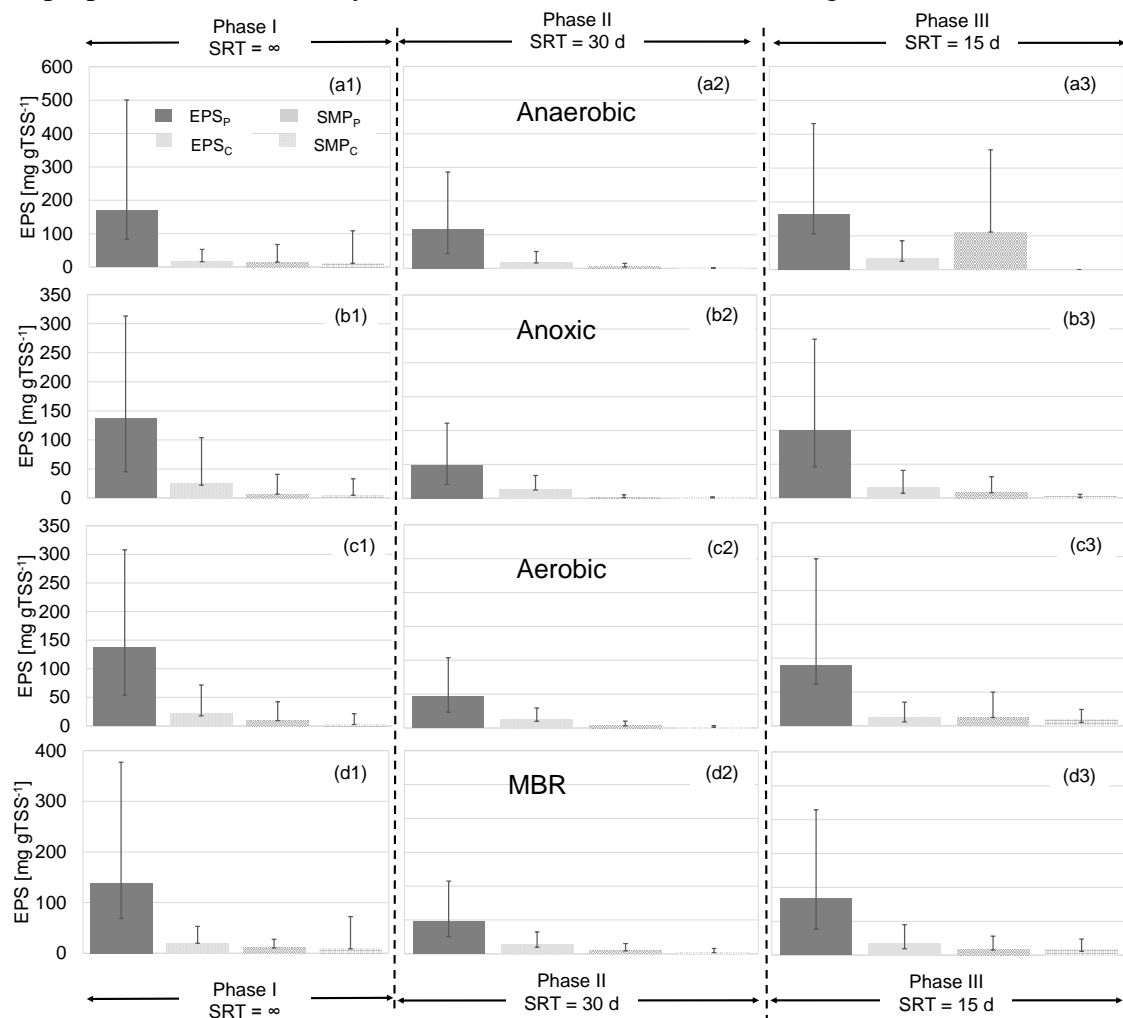 Phase I
SRT = ∞
Phase II
SRT = 30 d
Phase III
SRT = 15 d
EPS [mg gTSS-1]
600
500
400
300
200
100
0
EPSP
SMPP
EPSC
SMPC
(a1)
Anaerobic
(a2)
(a3)
EPS [mg gTSS-1]
350
300
250
200
150
100
50
0
(b1)
Anoxic
(b2)
(b3)
EPS [mg gTSS-1]
350
300
250
200
150
100
50
0
(c1)
Aerobic
(c2)
(c3)
EPS [mg gTSS-1]
400
300
200
100
0
(d1)
MBR
(d2)
(d3)
Phase I
SRT = ∞
Phase II
SRT = 30 d
Phase III
SRT = 15 d